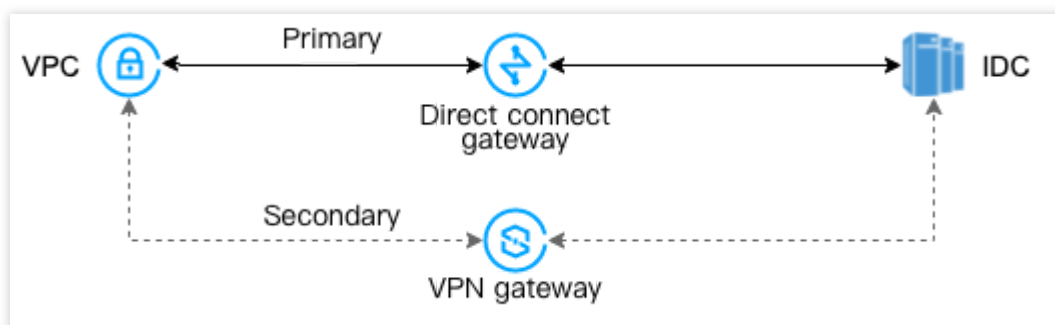 Primary
VPC
IDC
Direct connect
gateway
Secondary
VPN gateway